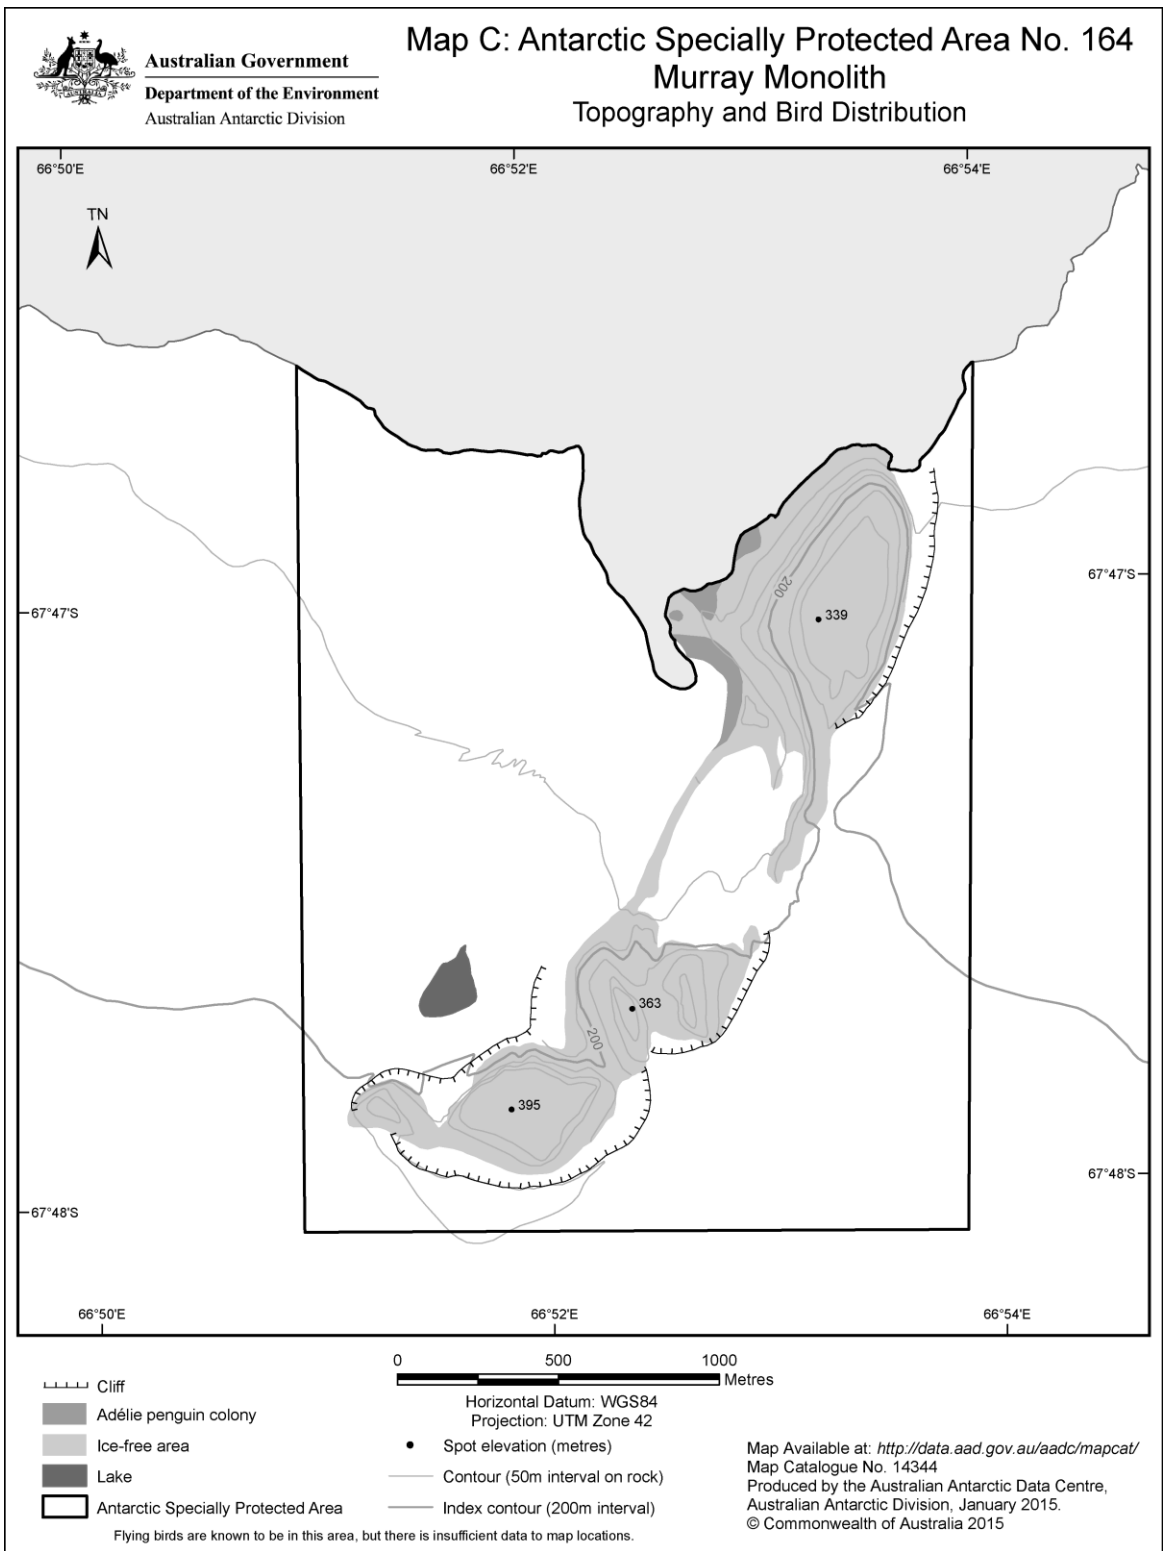 Australian Government
Department of the Environment
Australian Antarctic Division
Map C: Antarctic Specially Protected Area No. 164
Murray Monolith
Topography and Bird Distribution
66°50'E
66°52'E
66°54'E
TN
67°47'S
67°47'S
200
339
363
200
395
67°48'S
67°48'S
66°50'E
66°52'E
66°54'E
0 500 1000
Metres
Horizontal Datum: WGS84
Projection: UTM Zone 42
Cliff
Adélie penguin colony
Ice-free area
Lake
Antarctic Specially Protected Area
Spot elevation (metres)
Contour (50m interval on rock)
Index contour (200m interval)
Flying birds are known to be in this area, but there is insufficient data to map locations.
Map Available at: http://data.aad.gov.au/aadc/mapcat/
Map Catalogue No. 14344
Produced by the Australian Antarctic Data Centre,
Australian Antarctic Division, January 2015.
© Commonwealth of Australia 2015